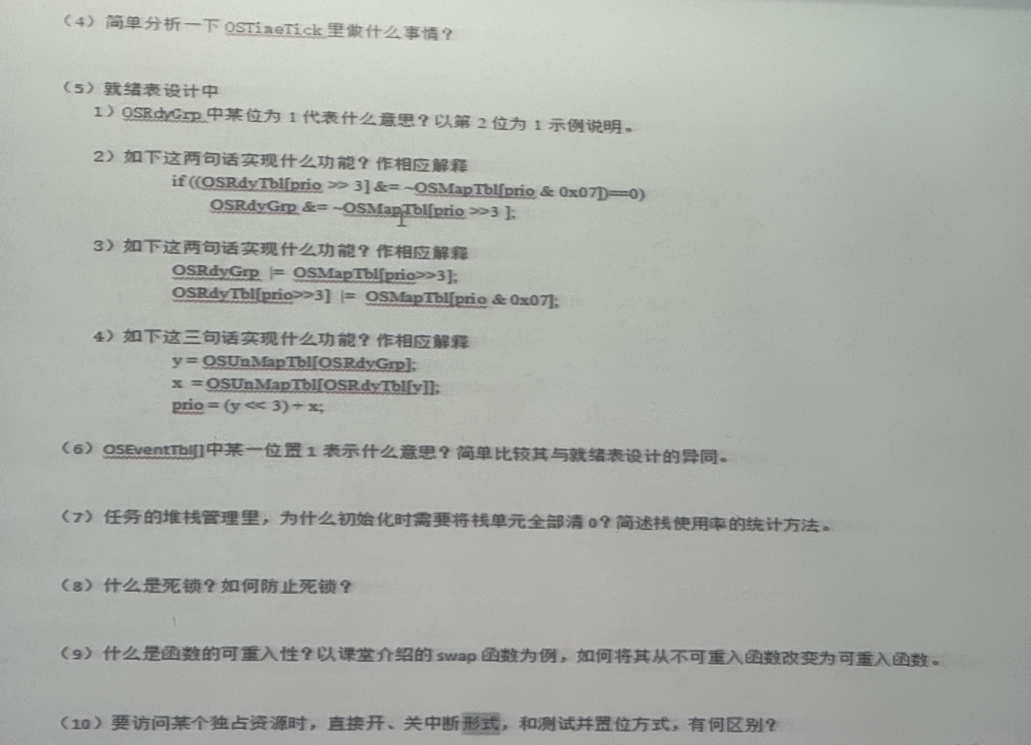 （4）简单分析一下 OSTimeTick 里做什么事情？
（5）就绪表设计中
1）OSRdyGrp 中某位为 1 代表什么意思？以第 2 位为 1 示例说明。
2）如下这两句话实现什么功能？作相应解释
if ((OSRdyTbl[prio >> 3] &= ~OSMapTbl[prio & 0x07])==0)
OSRdyGrp &= ~OSMapTbl[prio >>3 ];
3）如下这两句话实现什么功能？作相应解释
OSRdyGrp |= OSMapTbl[prio>>3];
OSRdyTbl[prio>>3] |= OSMapTbl[prio & 0x07];
4）如下这三句话实现什么功能？作相应解释
y = OSUnMapTbl[OSRdyGrp];
x = OSUnMapTbl[OSRdyTbl[y]];
prio = (y << 3) + x;
（6）OSEventTbl[]中某一位置 1 表示什么意思？简单比较其与就绪表设计的异同。
（7）任务的堆栈管理里，为什么初始化时需要将栈单元全部清 0？简述栈使用率的统计方法。
（8）什么是死锁？如何防止死锁？
（9）什么是函数的可重入性？以课堂介绍的 swap 函数为例，如何将其从不可重入函数改变为可重入函数。
（10）要访问某个独占资源时，直接开、关中断形式，和测试并置位方式，有何区别？